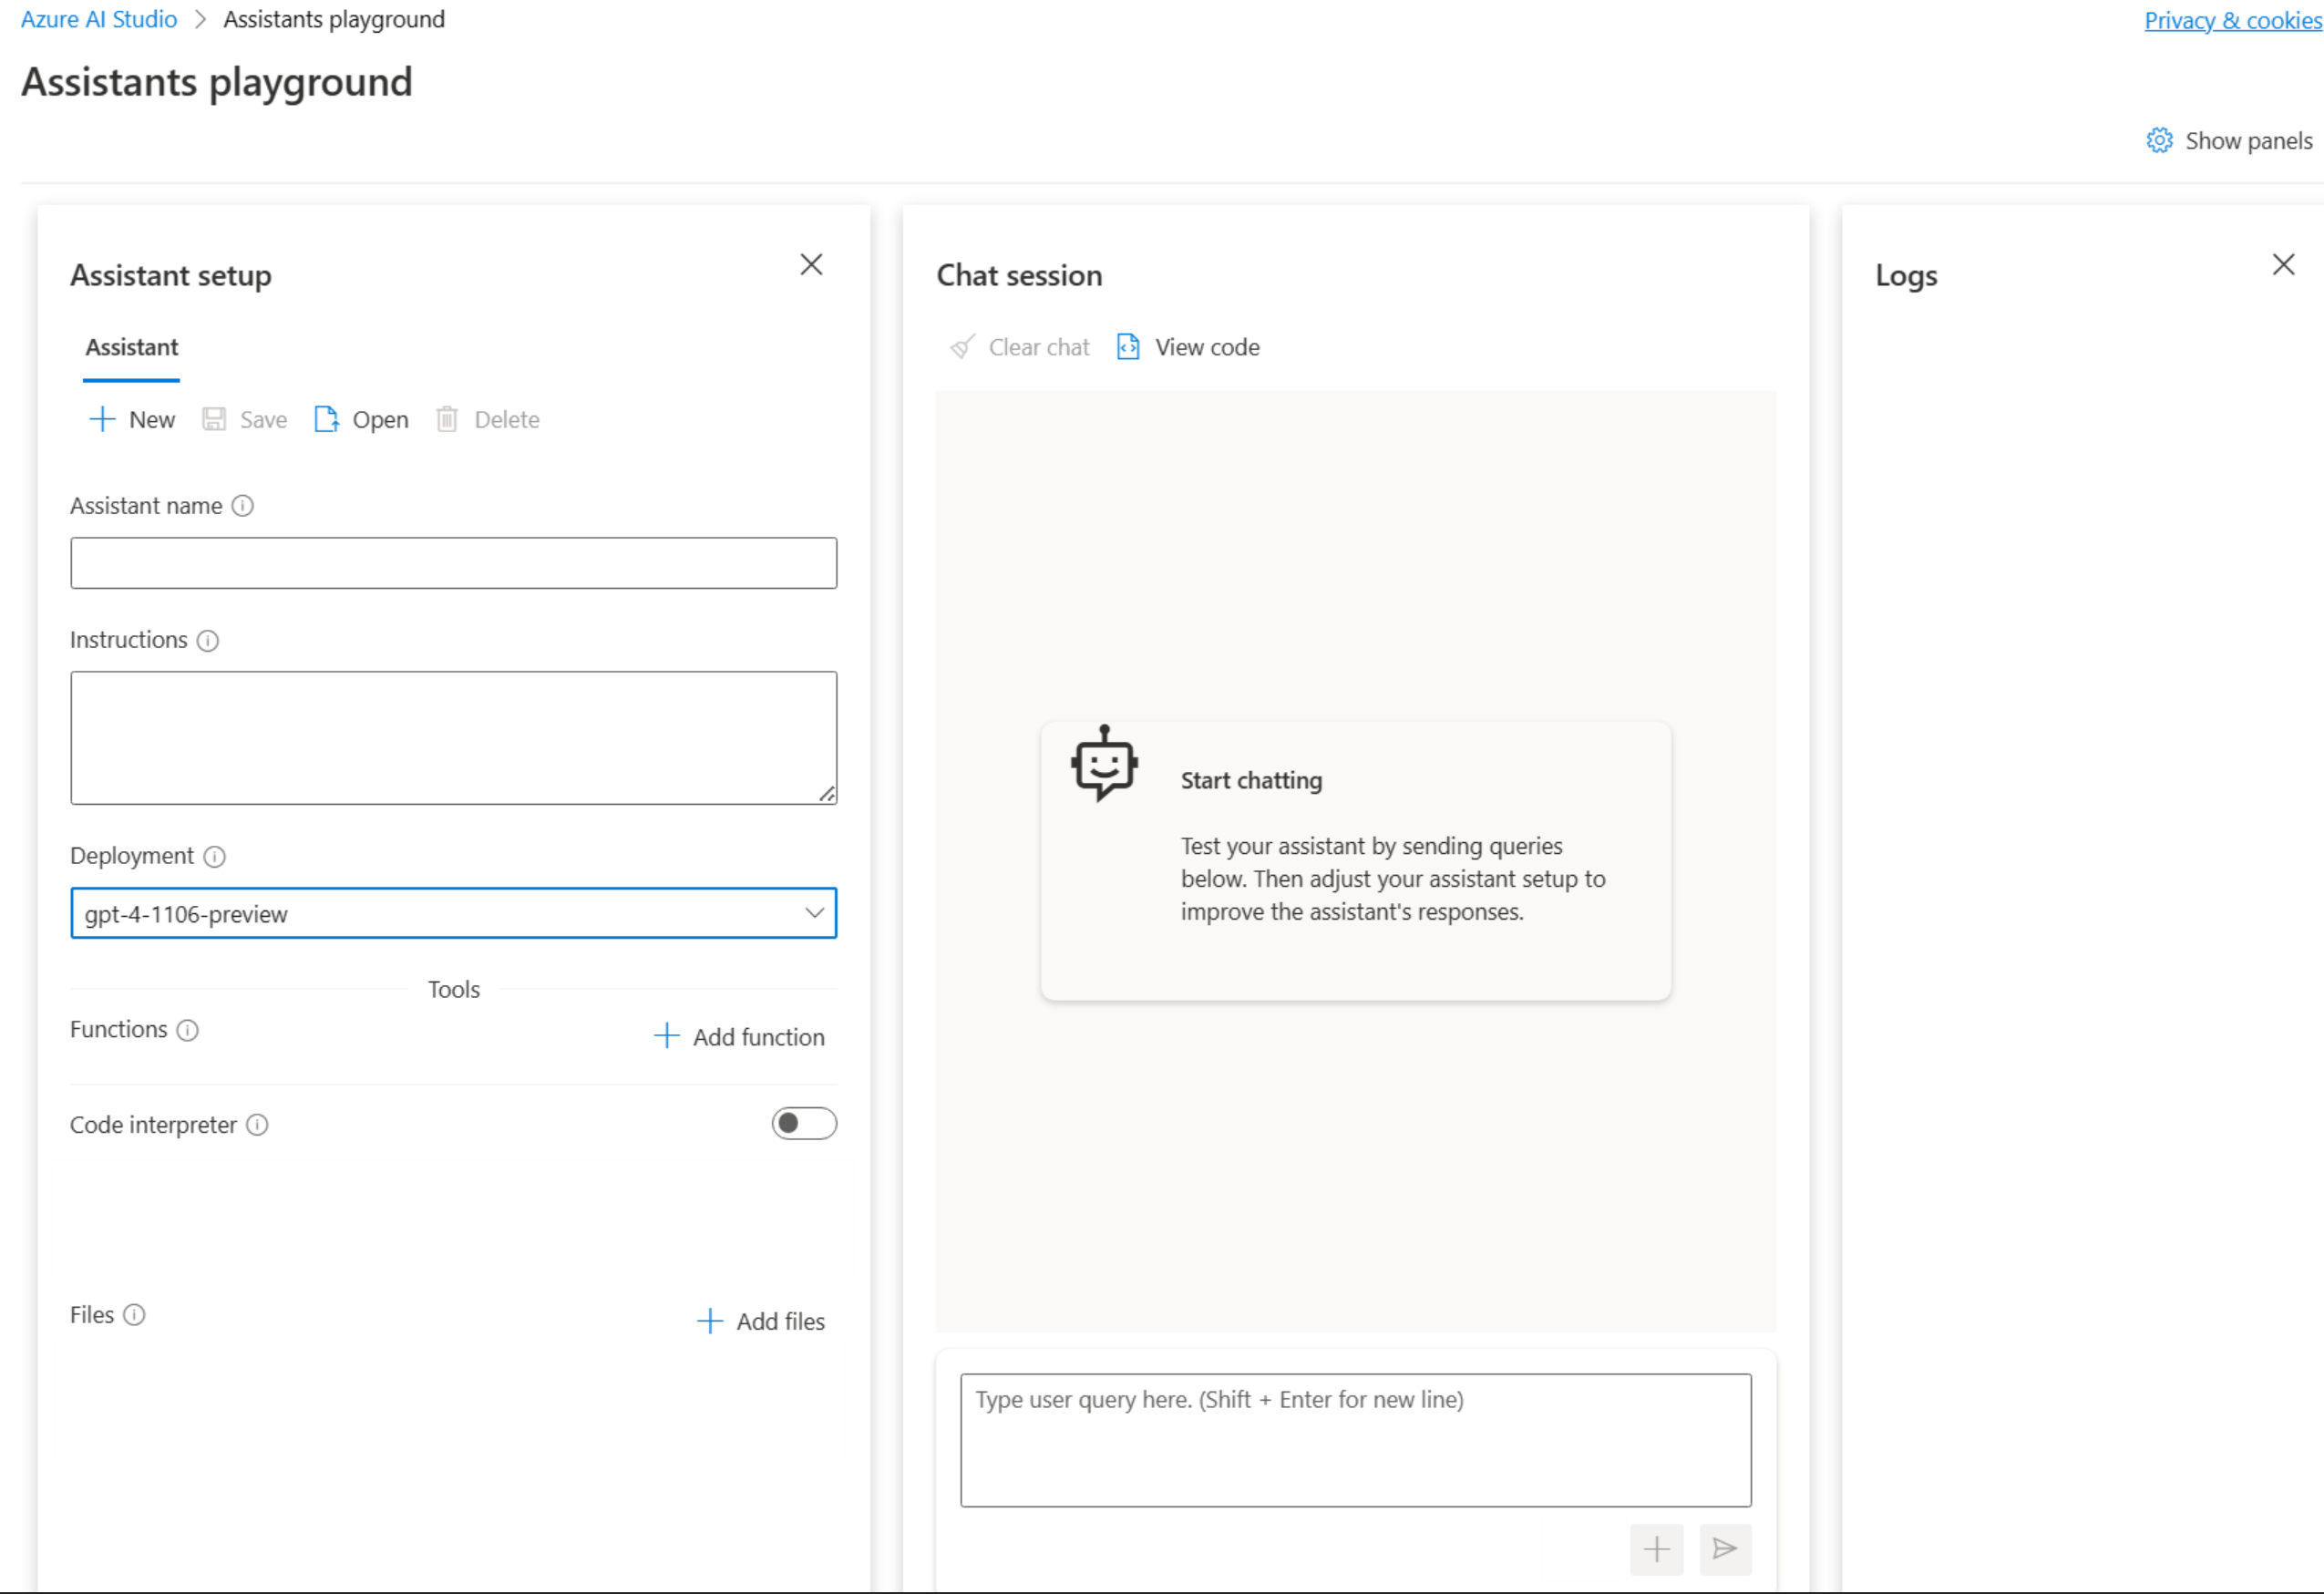 Azure AI Studio > Assistants playground
Privacy & cookies
Assistants playground
Show panels
Assistant setup
Assistant
New Save Open Delete
Assistant name
Instructions
Deployment
gpt-4-1106-preview
Tools
Functions
Add function
Code interpreter
Files
Add files
Chat session
Clear chat View code
Start chatting
Test your assistant by sending queries
below. Then adjust your assistant setup to
improve the assistant's responses.
Type user query here. (Shift + Enter for new line)
Logs